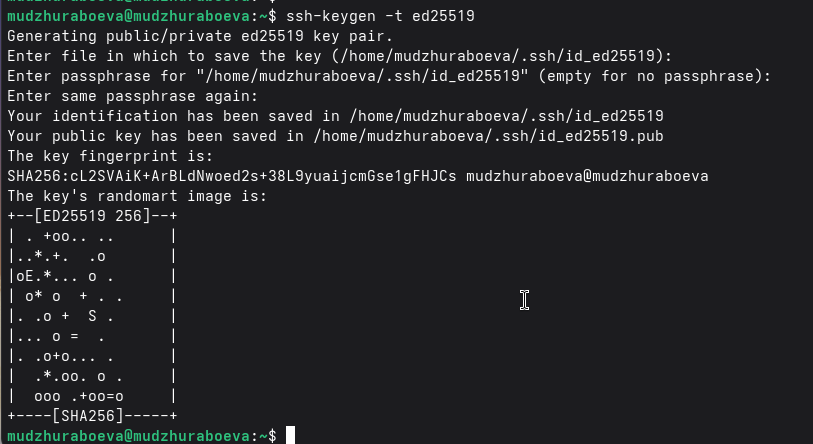 mudzhuraboeva@mudzhuraboeva:~$ ssh-keygen -t ed25519
Generating public/private ed25519 key pair.
Enter file in which to save the key (/home/mudzhuraboeva/.ssh/id_ed25519):
Enter passphrase for "/home/mudzhuraboeva/.ssh/id_ed25519" (empty for no passphrase):
Enter same passphrase again:
Your identification has been saved in /home/mudzhuraboeva/.ssh/id_ed25519
Your public key has been saved in /home/mudzhuraboeva/.ssh/id_ed25519.pub
The key fingerprint is:
SHA256:cL2SVAiK+ArBLdNwoed2s+38L9yuaijcmGse1gFHJCs mudzhuraboeva@mudzhuraboeva
The key's randomart image is:
+--[ED25519 256]--+
| . +oo.. ..      |
|..*.+.  .o       |
|oE.*... o .      |
| o* o  + . .     |
|. .o +  S .      |
|... o =  .       |
|. .o+o... .      |
|  .*.oo. o .     |
|  ooo .+oo=o     |
+----[SHA256]-----+
mudzhuraboeva@mudzhuraboeva:~$